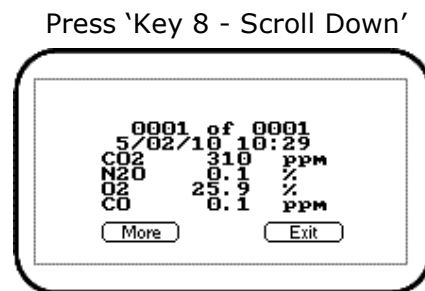 Press ‘Key 8 - Scroll Down’
0001 of 0001
5/02/10 10:29
CO2 310 ppm
N2O 0.1 %
O2 25.9 %
CO 0.1 ppm
More Exit